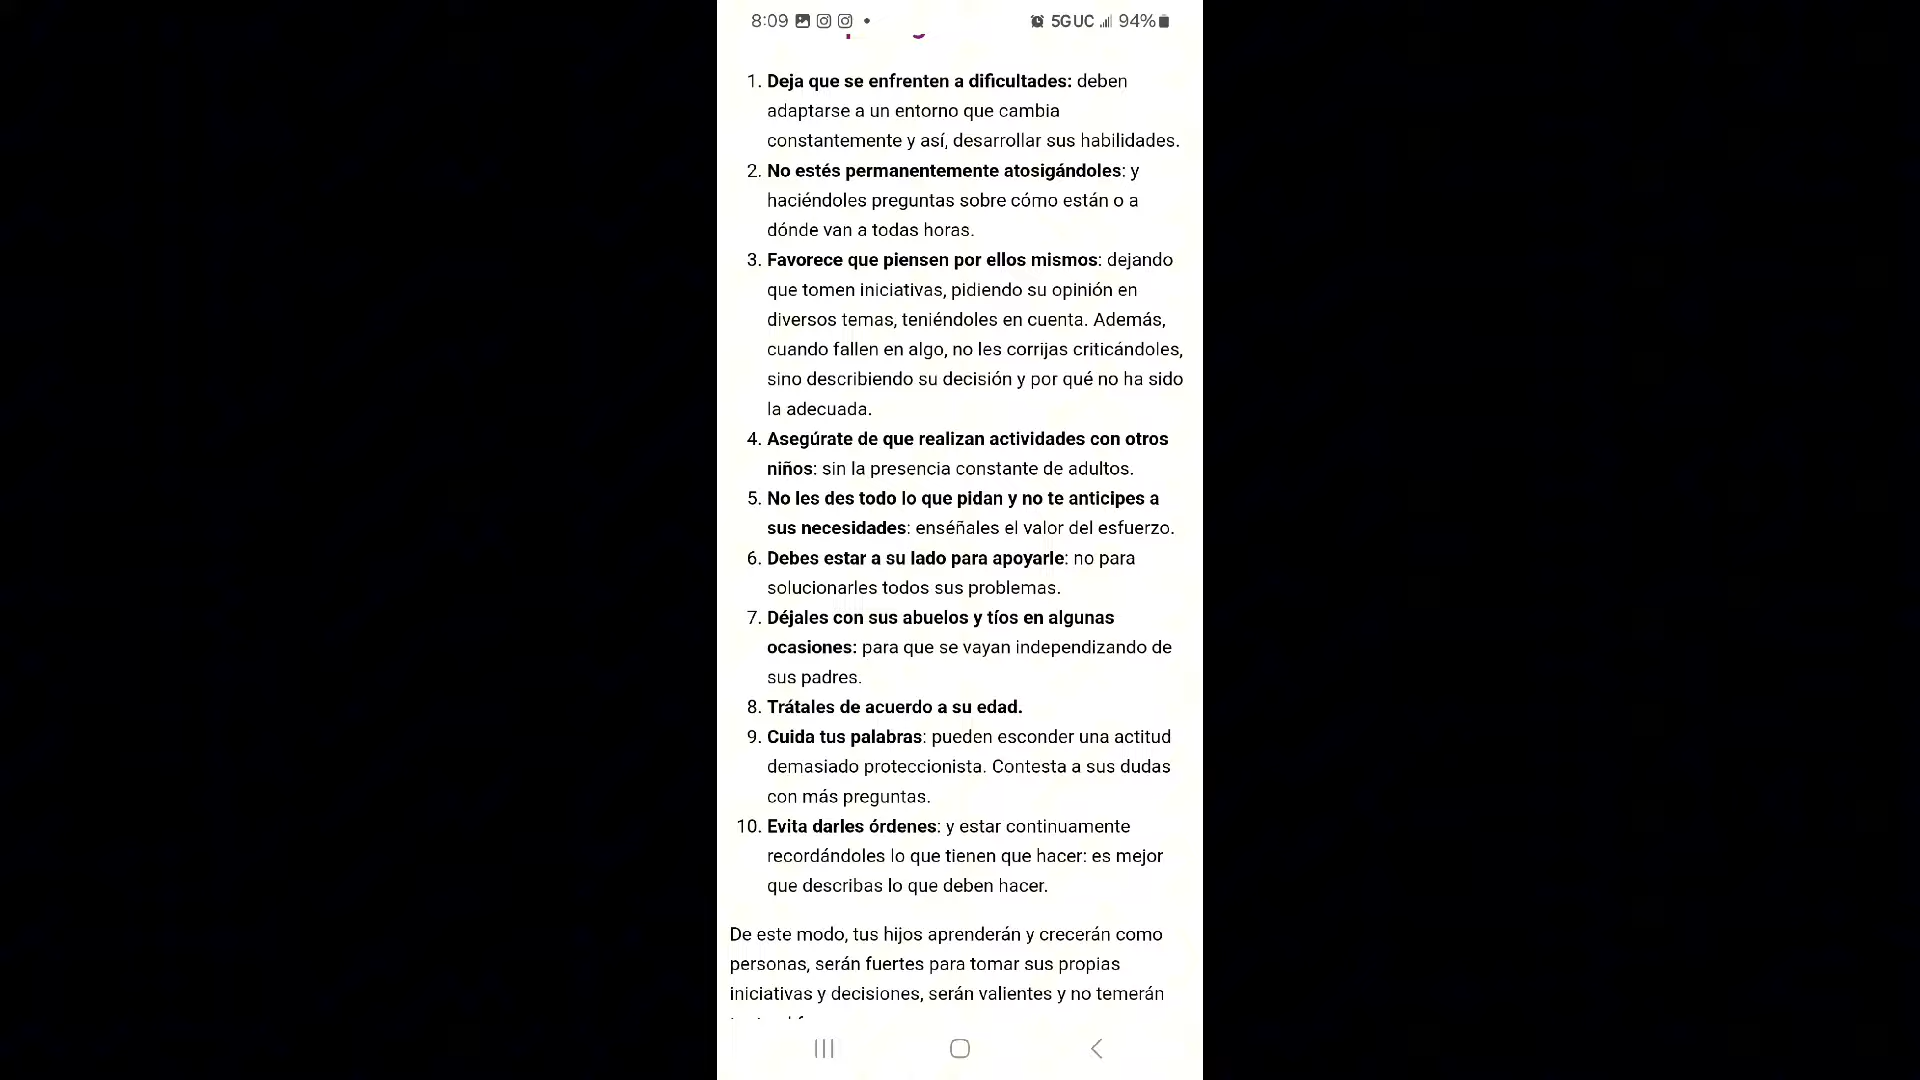 8:09
5GUC 94%
1. Deja que se enfrenten a dificultades: deben
adaptarse a un entorno que cambia
constantemente y así, desarrollar sus habilidades.
2. No estés permanentemente atosigándoles: y
haciéndoles preguntas sobre cómo están o a
dónde van a todas horas.
3. Favorece que piensen por ellos mismos: dejando
que tomen iniciativas, pidiendo su opinión en
diversos temas, teniéndoles en cuenta. Además,
cuando fallen en algo, no les corrijas criticándoles,
sino describiendo su decisión y por qué no ha sido
la adecuada.
4. Asegúrate de que realizan actividades con otros
niños: sin la presencia constante de adultos.
5. No les des todo lo que pidan y no te anticipes a
sus necesidades: enséñales el valor del esfuerzo.
6. Debes estar a su lado para apoyarle: no para
solucionarles todos sus problemas.
7. Déjales con sus abuelos y tíos en algunas
ocasiones: para que se vayan independizando de
sus padres.
8. Trátales de acuerdo a su edad.
9. Cuida tus palabras: pueden esconder una actitud
demasiado proteccionista. Contesta a sus dudas
con más preguntas.
10. Evita darles órdenes: y estar continuamente
recordándoles lo que tienen que hacer: es mejor
que describas lo que deben hacer.
De este modo, tus hijos aprenderán y crecerán como
personas, serán fuertes para tomar sus propias
iniciativas y decisiones, serán valientes y no temerán